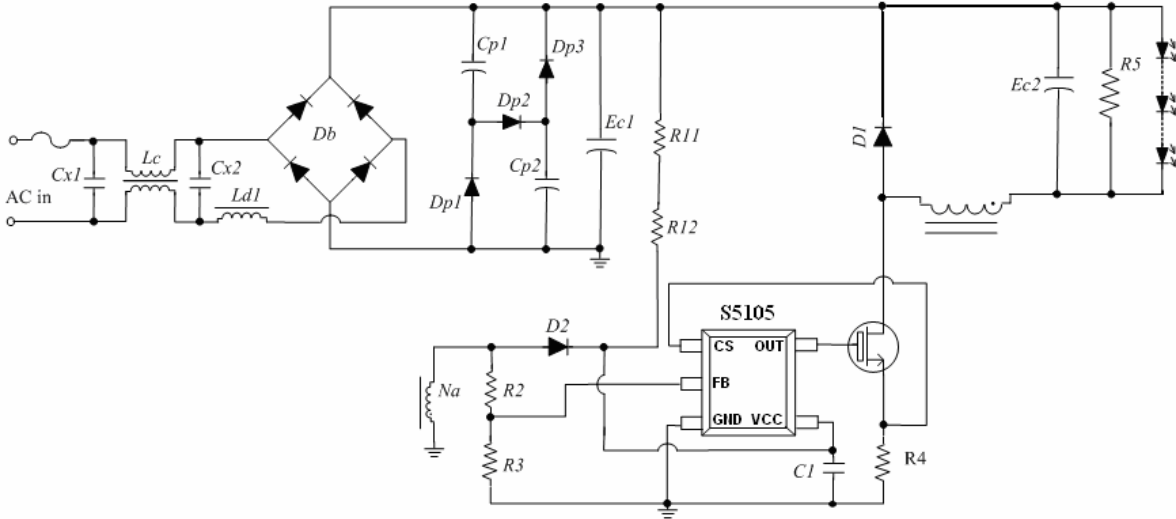 Cp1
Dp3
Dp2
Cp2
Dp1
Ec1
R11
R12
D1
Ec2
R5
Db
Lc
Cx1
Cx2
Ld1
AC in
S5105
CS
OUT
FB
GND
VCC
D2
R2
Na
R3
C1
R4